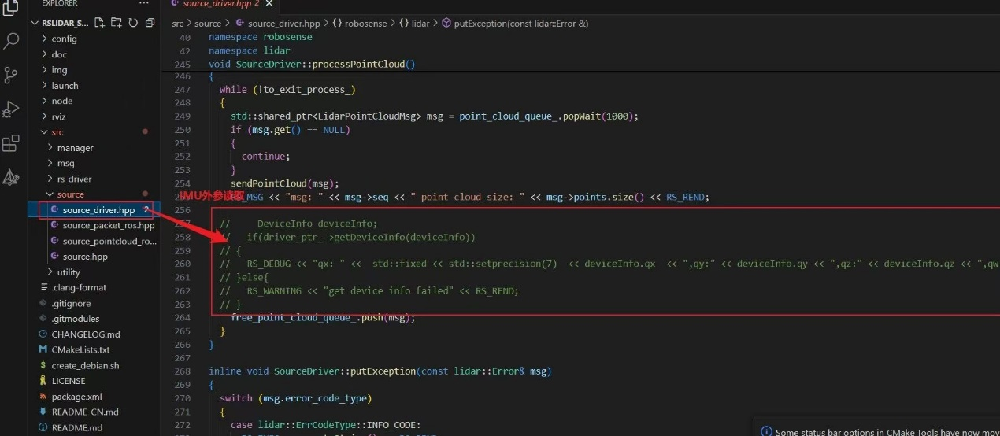 EXPLORER
RSLIDAR_S...
config
doc
img
launch
node
rviz
src
manager
msg
rs_driver
source
source_driver.hpp 2
source_packet_ros.hpp
source_pointcloud_ro...
source.hpp
utility
.clang-format
.gitignore
.gitmodules
CHANGELOG.md
CMakeLists.txt
create_debian.sh
LICENSE
package.xml
README_CN.md
README.md
source_driver.hpp 2
src > source > source_driver.hpp > {} robosense > {} lidar > putException(const lidar::Error &)
40 namespace robosense
42 namespace lidar
245 void SourceDriver::processPointCloud()
246 {
247 while (!to_exit_process_)
248 {
249 std::shared_ptr<LidarPointCloudMsg> msg = point_cloud_queue_.popWait(1000);
250 if (msg.get() == NULL)
251 {
252 continue;
253 }
254 sendPointCloud(msg);
IMU外参读取
_MSG << "msg: " << msg->seq << " point cloud size: " << msg->points.size() << RS_REND;
256
// DeviceInfo deviceInfo;
258 // if(driver_ptr_->getDeviceInfo(deviceInfo))
259 // {
260 // RS_DEBUG << "qx: " << std::fixed << std::setprecision(7) << deviceInfo.qx << ",qy:" << deviceInfo.qy << ",qz:" << deviceInfo.qz << ",qw
261 // }else{
262 // RS_WARNING << "get device info failed" << RS_REND;
263 // }
264 free_point_cloud_queue_.push(msg);
265 }
266 }
267
268 inline void SourceDriver::putException(const lidar::Error& msg)
269 {
270 switch (msg.error_code_type)
271 {
272 case lidar::ErrCodeType::INFO_CODE:
Some status bar options in CMake Tools have now mov